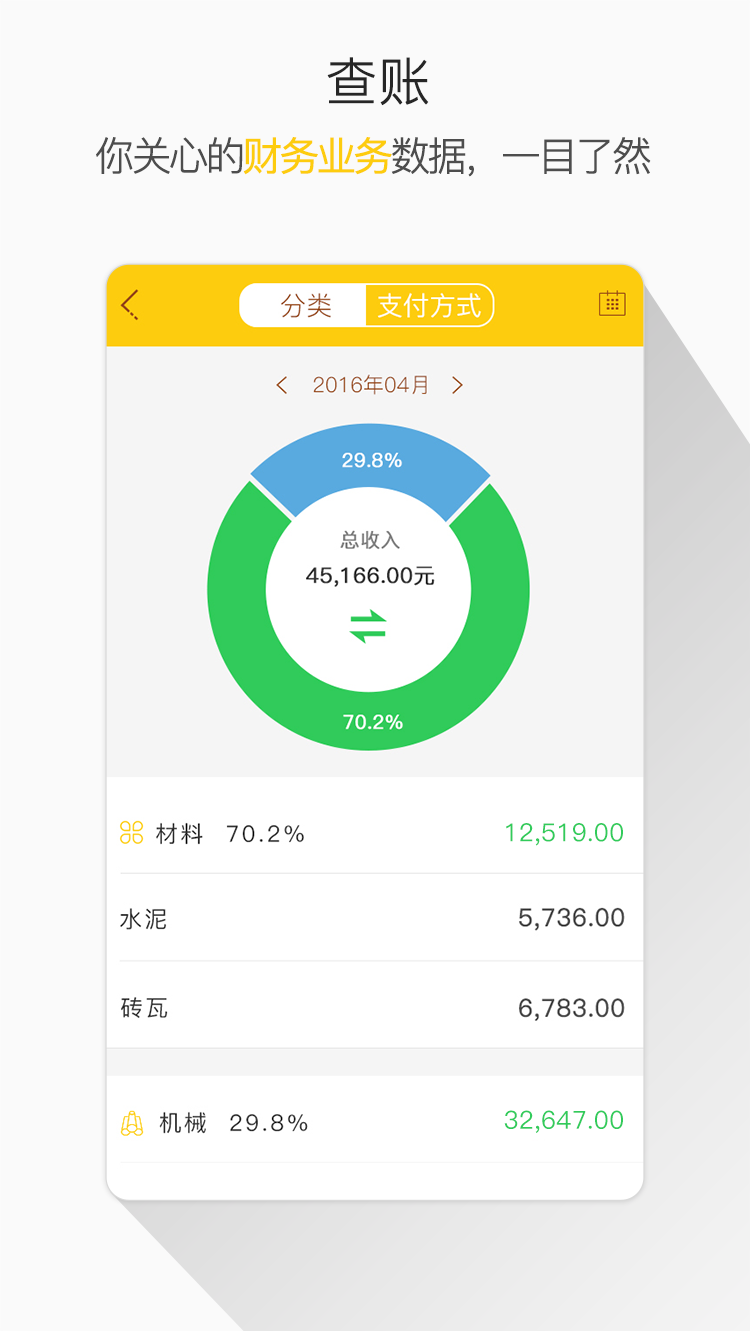 查账
你关心的财务业务数据，一目了然
分类 支付方式
2016年04月
29.8%
总收入
45,166.00元
70.2%
材料 70.2% 12,519.00
水泥 5,736.00
砖瓦 6,783.00
机械 29.8% 32,647.00